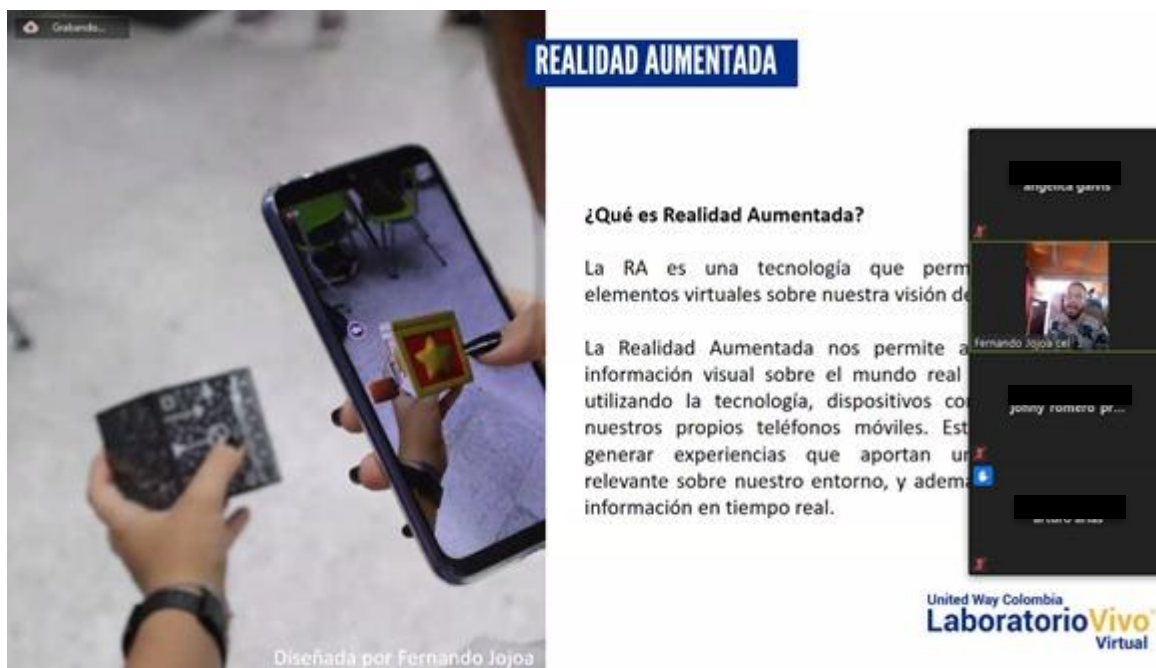 Grabando...
REALIDAD AUMENTADA
¿Qué es Realidad Aumentada?
La RA es una tecnología que perm
elementos virtuales sobre nuestra visión de
La Realidad Aumentada nos permite a
información visual sobre el mundo real
utilizando la tecnología, dispositivos co
nuestros propios teléfonos móviles. Est
generar experiencias que aportan un
relevante sobre nuestro entorno, y ademá
información en tiempo real.
Fernando Jojoa cel
United Way Colombia
LaboratorioVivo
Virtual
Diseñada por Fernando Jojoa